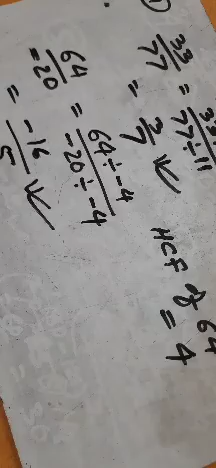 1)
33/77 = 33÷11/77÷11
= 3/7 ✓
HCF of 64
= 4
64/-20 = 64÷-4/-20÷-4
= -16/5 ✓